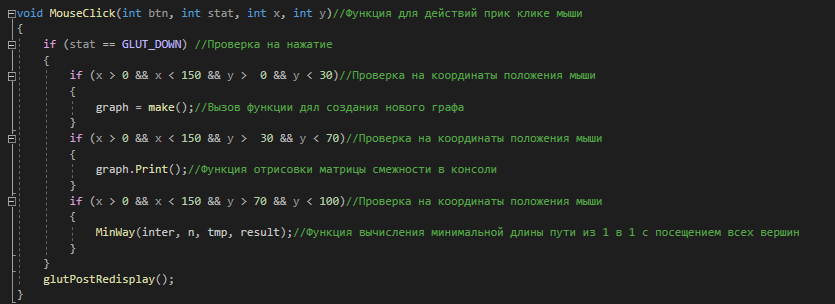 void MouseClick(int btn, int stat, int x, int y)//Функция для действий прик клике мыши
{
if (stat == GLUT_DOWN) //Проверка на нажатие
{
if (x > 0 && x < 150 && y >  0 && y < 30)//Проверка на координаты положения мыши
{
graph = make();//Вызов функции дял создания нового графа
}
if (x > 0 && x < 150 && y >  30 && y < 70)//Проверка на координаты положения мыши
{
graph.Print();//Функция отрисовки матрицы смежности в консоли
}
if (x > 0 && x < 150 && y > 70 && y < 100)//Проверка на координаты положения мыши
{
MinWay(inter, n, tmp, result);//Функция вычисления минимальной длины пути из 1 в 1 с посещением всех вершин
}
}
glutPostRedisplay();
}